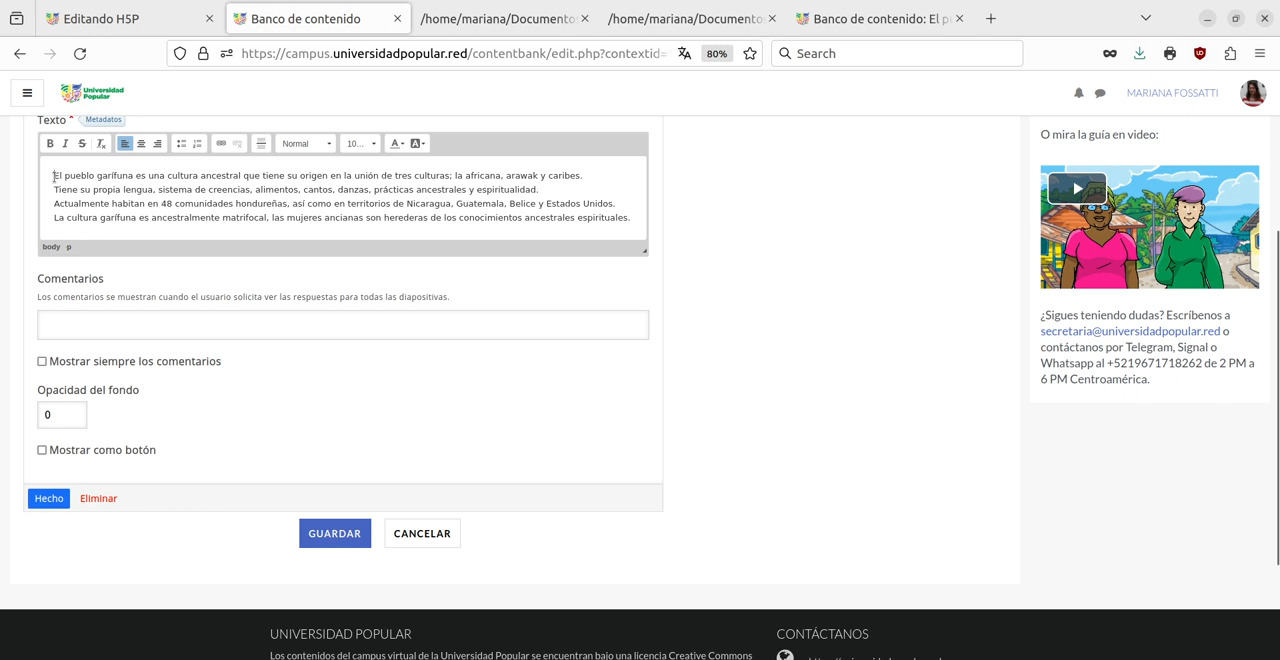 Editando H5P
Banco de contenido
/home/mariana/Documento
/home/mariana/Documento
Banco de contenido: El p
https://campus.universidadpopular.red/contentbank/edit.php?contextid=
80%
Search
Universidad
Popular
MARIANA FOSSATTI
Texto *
Metadatos
Normal
10...
El pueblo garífuna es una cultura ancestral que tiene su origen en la unión de tres culturas; la africana, arawak y caribes.
Tiene su propia lengua, sistema de creencias, alimentos, cantos, danzas, prácticas ancestrales y espiritualidad.
Actualmente habitan en 48 comunidades hondureñas, así como en territorios de Nicaragua, Guatemala, Belice y Estados Unidos.
La cultura garífuna es ancestralmente matrifocal, las mujeres ancianas son herederas de los conocimientos ancestrales espirituales.
body p
Comentarios
Los comentarios se muestran cuando el usuario solicita ver las respuestas para todas las diapositivas.
Mostrar siempre los comentarios
Opacidad del fondo
0
Mostrar como botón
Hecho
Eliminar
GUARDAR
CANCELAR
O mira la guía en video:
¿Sigues teniendo dudas? Escríbenos a
secretaria@universidadpopular.red o
contáctanos por Telegram, Signal o
Whatsapp al +5219671718262 de 2 PM a
6 PM Centroamérica.
UNIVERSIDAD POPULAR
Los contenidos del campus virtual de la Universidad Popular se encuentran bajo una licencia Creative Commons
CONTÁCTANOS